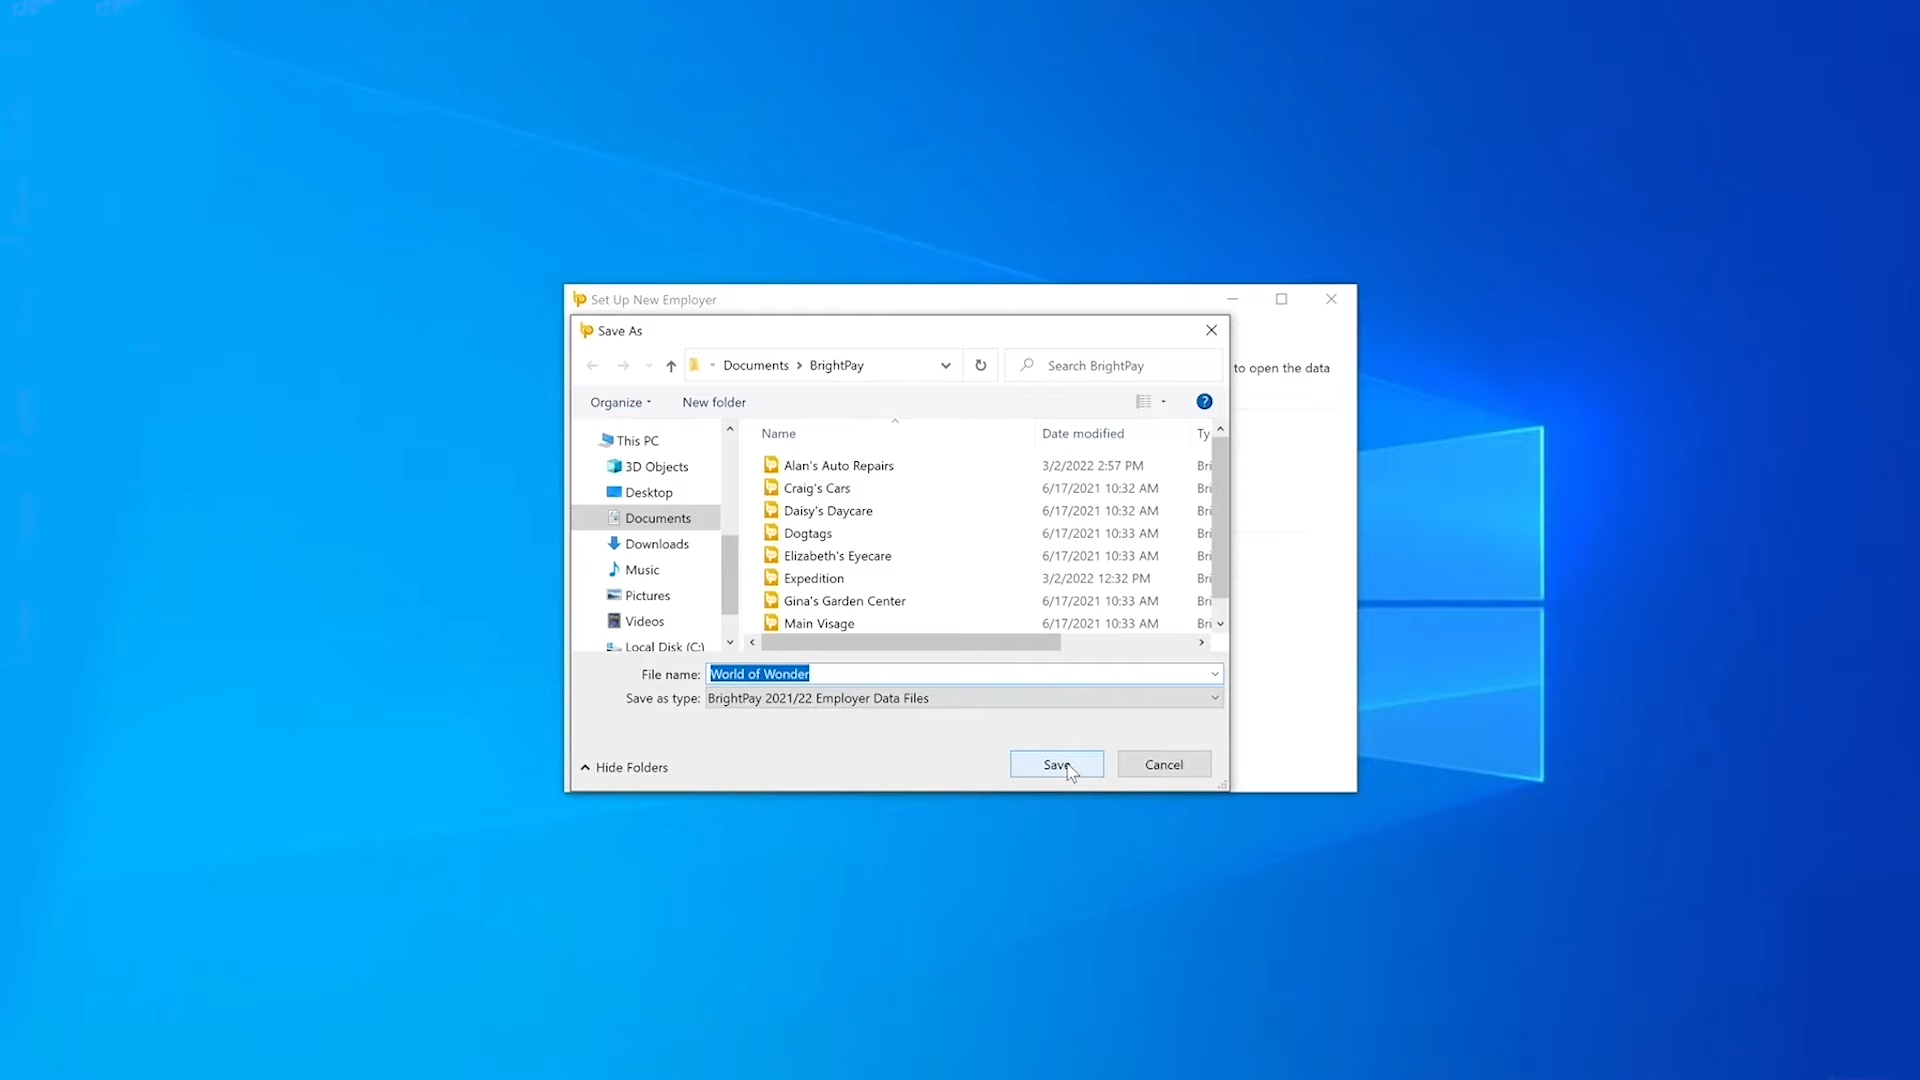 Set Up New Employer
Save As
Documents > BrightPay
Search BrightPay
to open the data
Organize
New folder
Name
Date modified
Ty
This PC
3D Objects
Desktop
Documents
Downloads
Music
Pictures
Videos
Local Disk (C:)
Alan's Auto Repairs 3/2/2022 2:57 PM Bri
Craig's Cars 6/17/2021 10:32 AM Bri
Daisy's Daycare 6/17/2021 10:32 AM Bri
Dogtags 6/17/2021 10:33 AM Bri
Elizabeth's Eyecare 6/17/2021 10:33 AM Bri
Expedition 3/2/2022 12:32 PM Bri
Gina's Garden Center 6/17/2021 10:33 AM Bri
Main Visage 6/17/2021 10:33 AM Bri
File name: World of Wonder
Save as type: BrightPay 2021/22 Employer Data Files
Hide Folders
Save
Cancel